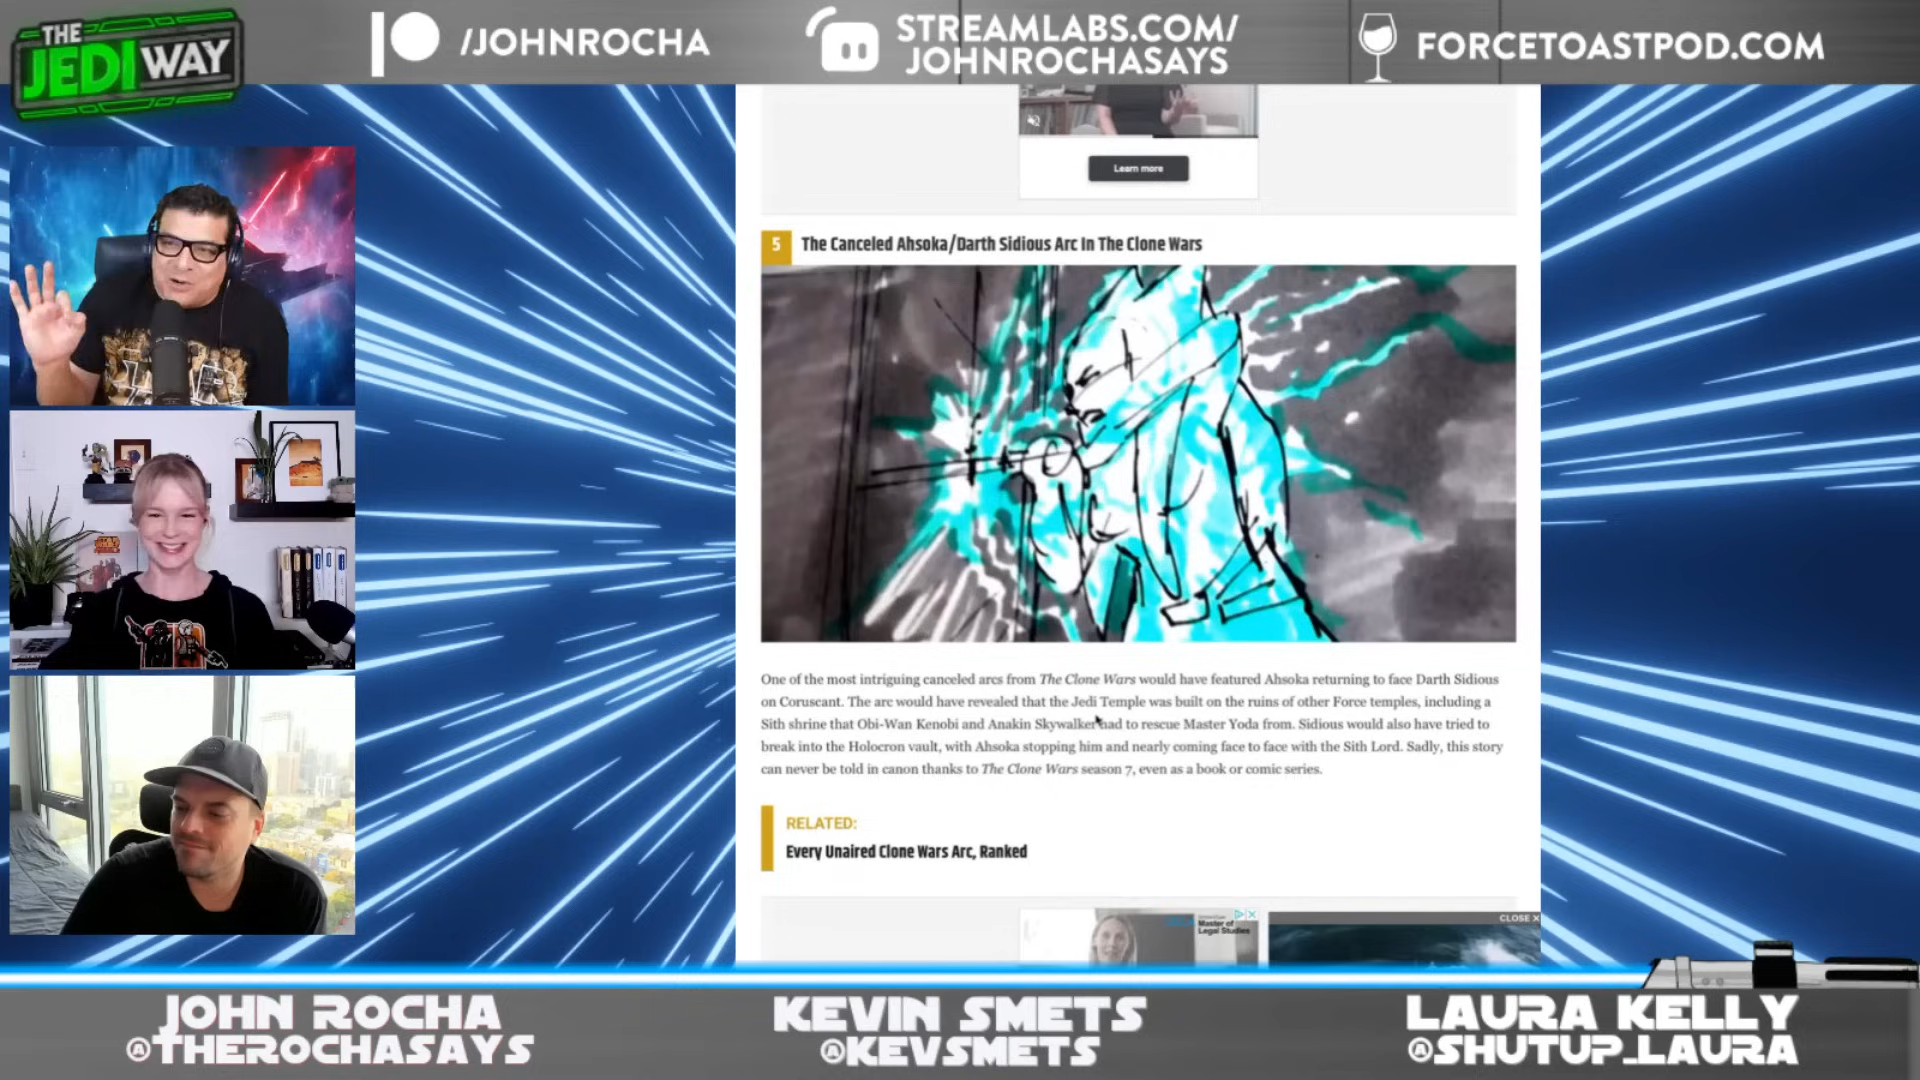 THE
JEDI WAY
/JOHNROCHA
STREAMLABS.COM/
JOHNROCHASAYS
FORCETOASTPOD.COM
Learn more
5 The Canceled Ahsoka/Darth Sidious Arc In The Clone Wars
One of the most intriguing canceled arcs from The Clone Wars would have featured Ahsoka returning to face Darth Sidious
on Coruscant. The arc would have revealed that the Jedi Temple was built on the ruins of other Force temples, including a
Sith shrine that Obi-Wan Kenobi and Anakin Skywalker had to rescue Master Yoda from. Sidious would also have tried to
break into the Holocron vault, with Ahsoka stopping him and nearly coming face to face with the Sith Lord. Sadly, this story
can never be told in canon thanks to The Clone Wars season 7, even as a book or comic series.
RELATED:
Every Unaired Clone Wars Arc, Ranked
Master of
Legal Studies
CLOSE X
JOHN ROCHA
@THEROCHASAYS
KEVIN SMETS
@KEVSMETS
LAURA KELLY
@SHUTUP_LAURA